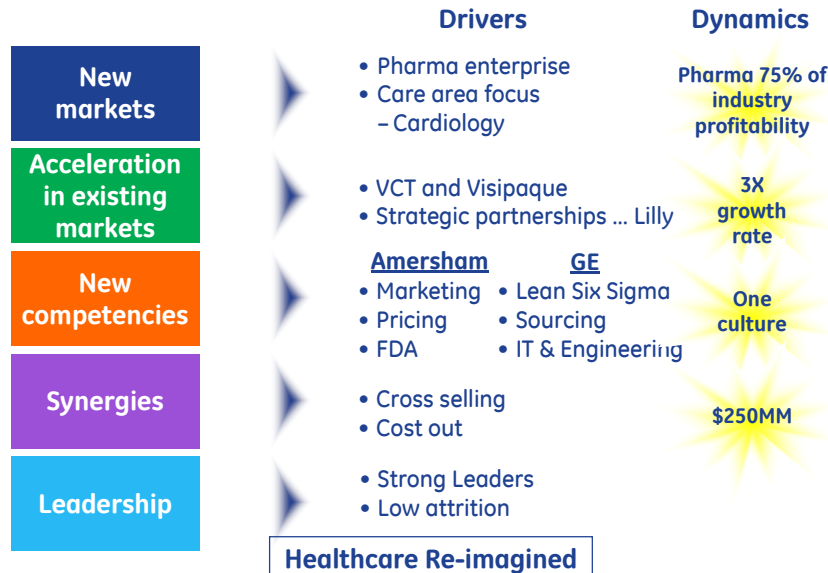 Drivers
Dynamics
New
markets
• Pharma enterprise
• Care area focus
– Cardiology
Pharma 75% of
industry
profitability
Acceleration
in existing
markets
• VCT and Visipaque
• Strategic partnerships ... Lilly
3X
growth
rate
New
competencies
Amersham
• Marketing
• Pricing
• FDA
GE
• Lean Six Sigma
• Sourcing
• IT & Engineering
One
culture
Synergies
• Cross selling
• Cost out
$250MM
Leadership
• Strong Leaders
• Low attrition
Healthcare Re-imagined